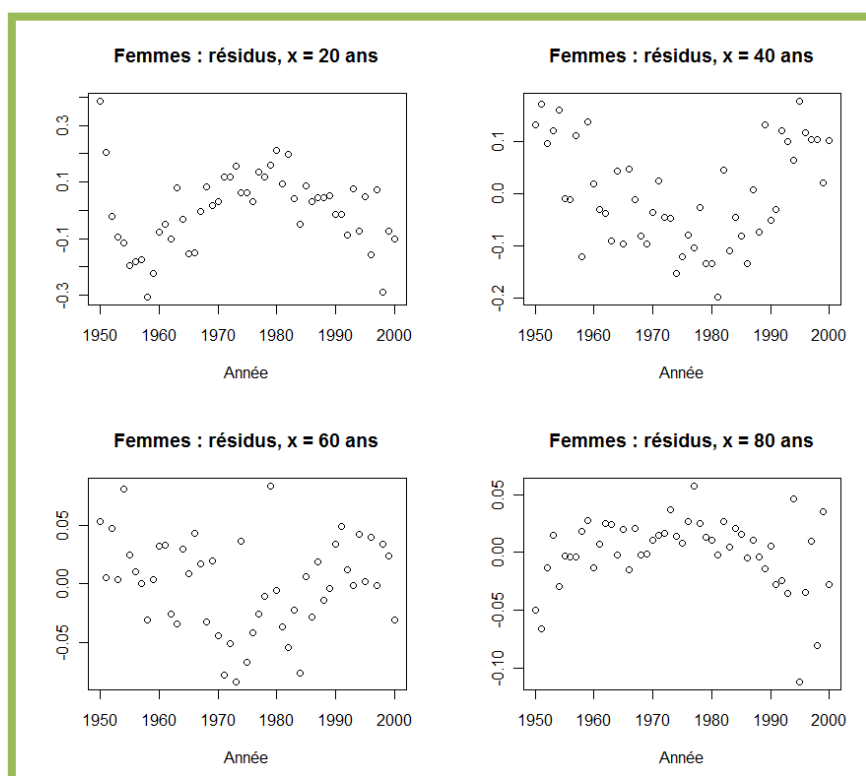 Femmes : résidus, x = 20 ans
0.3
0.1
-0.1
-0.3
1950 1960 1970 1980 1990 2000
Année
Femmes : résidus, x = 40 ans
0.1
0.0
-0.1
-0.2
1950 1960 1970 1980 1990 2000
Année
Femmes : résidus, x = 60 ans
0.05
0.00
-0.05
1950 1960 1970 1980 1990 2000
Année
Femmes : résidus, x = 80 ans
0.05
0.00
-0.05
-0.10
1950 1960 1970 1980 1990 2000
Année